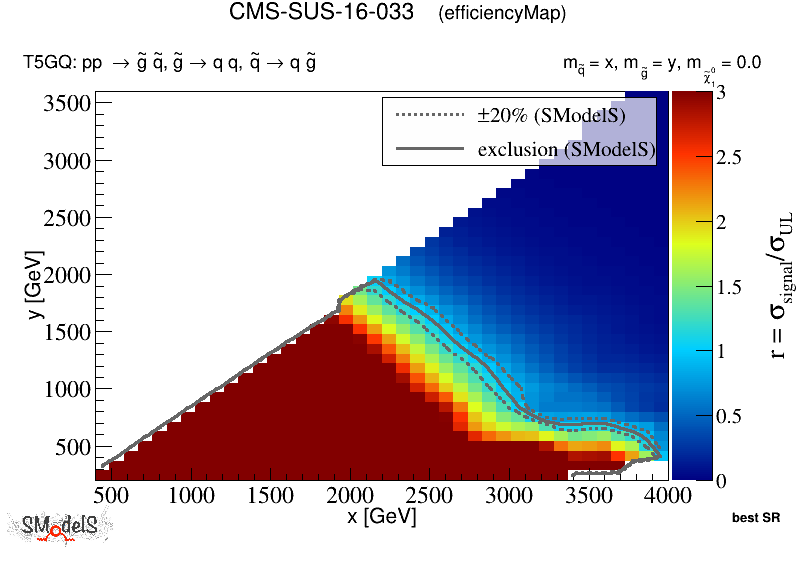 CMS-SUS-16-033 (efficiencyMap)
T5GQ: pp → g̃ q̃, g̃ → q q, q̃ → q g̃
m_q̃ = x, m_g̃ = y, m_χ̃₁⁰ = 0.0
±20% (SModelS)
exclusion (SModelS)
3500
3000
2500
2000
1500
1000
500
y [GeV]
500 1000 1500 2000 2500 3000 3500 4000
x [GeV]
3
2.5
2
1.5
1
0.5
0
r = σ_signal/σ_UL
SModelS
best SR